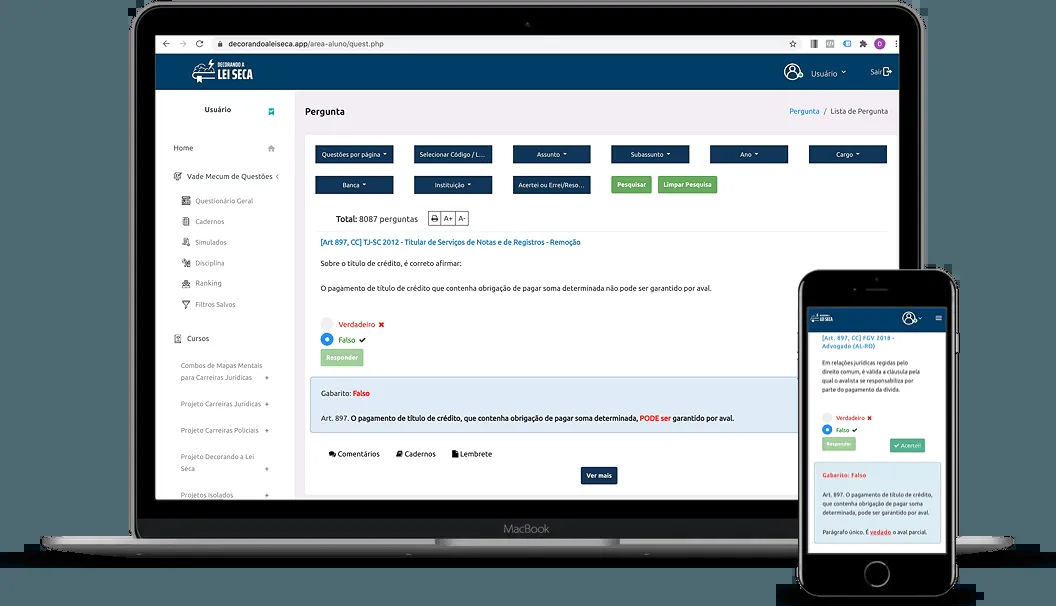 decorandoaleiseca.app/area-aluno/quest.php
D
DECORANDO A
LEI SECA
Usuário
Sair
Usuário
Pergunta
Pergunta / Lista de Pergunta
Home
Vade Mecum de Questões
Questionário Geral
Cadernos
Simulados
Disciplina
Ranking
Filtros Salvos
Cursos
Combos de Mapas Mentais
para Carreiras Jurídicas +
Projeto Carreiras Jurídicas +
Projeto Carreiras Policiais +
Projeto Decorando a Lei
Seca +
Projetos Isolados +
Questões por página
Selecionar Código / L...
Assunto
Subassunto
Ano
Cargo
Banca
Instituição
Acertei ou Errei/Reso...
Pesquisar
Limpar Pesquisa
Total: 8087 perguntas
A+
A-
[Art 897, CC] TJ-SC 2012 - Titular de Serviços de Notas e de Registros - Remoção
Sobre o título de crédito, é correto afirmar:
O pagamento de título de crédito que contenha obrigação de pagar soma determinada não pode ser garantido por aval.
Verdadeiro
Falso
Responder
Gabarito: Falso
Art. 897. O pagamento de título de crédito, que contenha obrigação de pagar soma determinada, PODE ser garantido por aval.
Comentários
Cadernos
Lembrete
Ver mais
MacBook
LEI SECA
[Art. 897, CC] FGV 2018 -
Advogado (AL-RO)
Em relações jurídicas regidas pelo
direito comum, é válida a cláusula pela
qual o avalista se responsabiliza por
parte do pagamento da dívida.
Verdadeiro
Falso
Responder
Acertei!
Gabarito: Falso
Art. 897. O pagamento de título de crédito,
que contenha obrigação de pagar soma
determinada, pode ser garantido por aval.
Parágrafo único. É vedado o aval parcial.